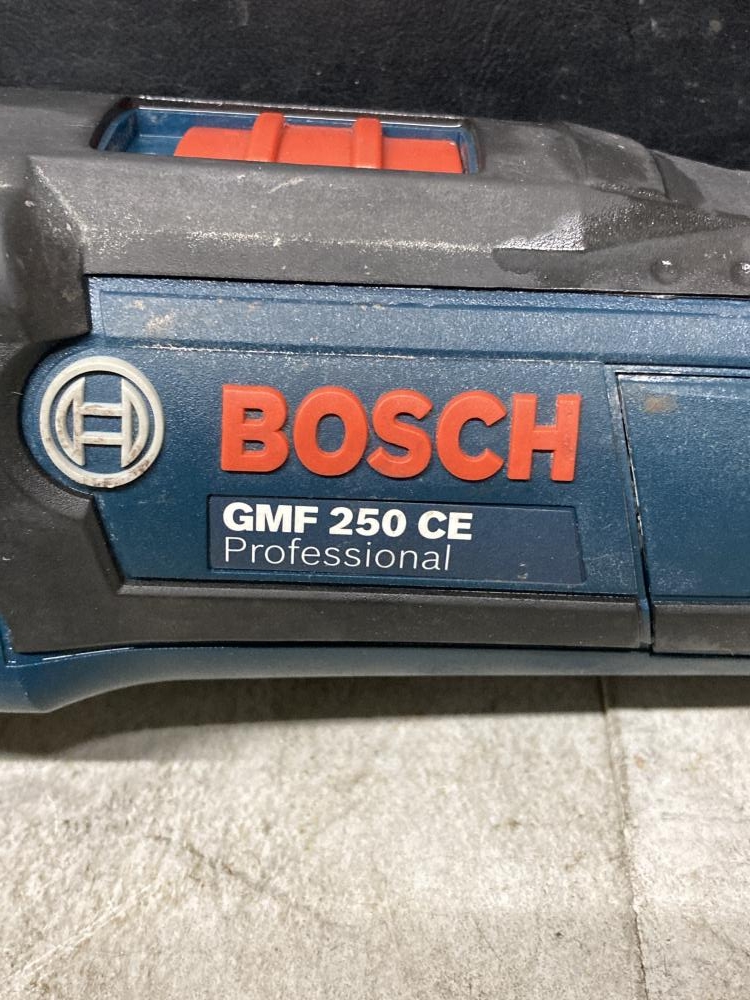 BOSCH
GMF 250 CE
Professional